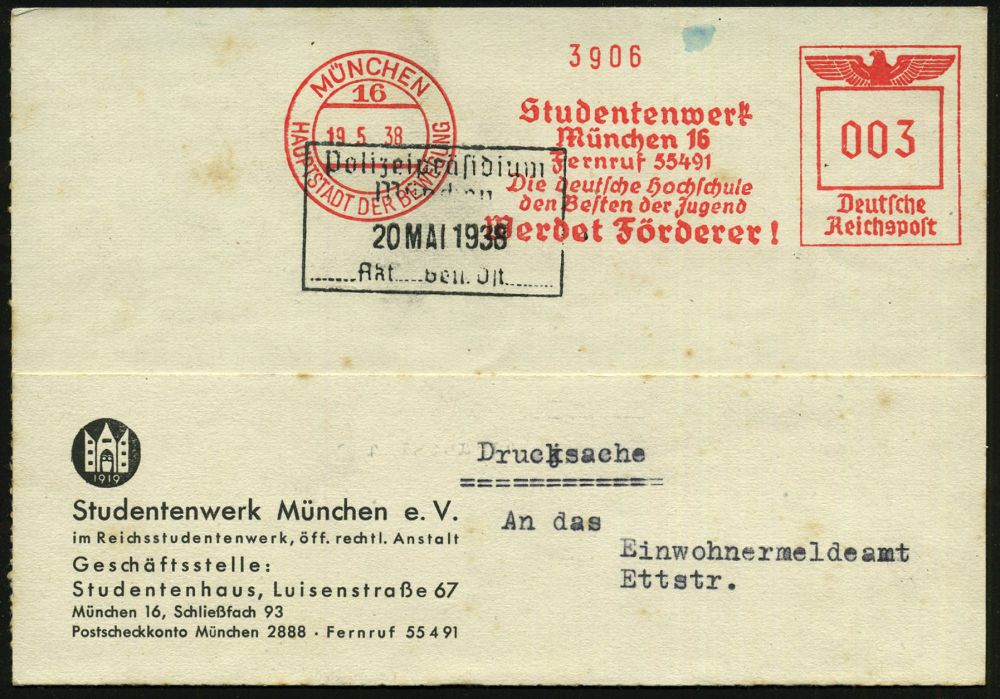 3906
MÜNCHEN
16
19.5.38
HAUPTSTADT DER BEWEGUNG
Studentenwerk
München 16
Fernruf 55491
Die deutsche Hochschule
den Besten der Jugend
Werdet Förderer!
003
Deutsche
Reichspost
Polizeipräsidium
München
20 MAI 1938
Akt.
1919
Studentenwerk München e. V.
im Reichsstudentenwerk, öff. rechtl. Anstalt
Geschäftsstelle:
Studentenhaus, Luisenstraße 67
München 16, Schließfach 93
Postscheckkonto München 2888 · Fernruf 55491
Drucksache
An das
Einwohnermeldeamt
Ettstr.